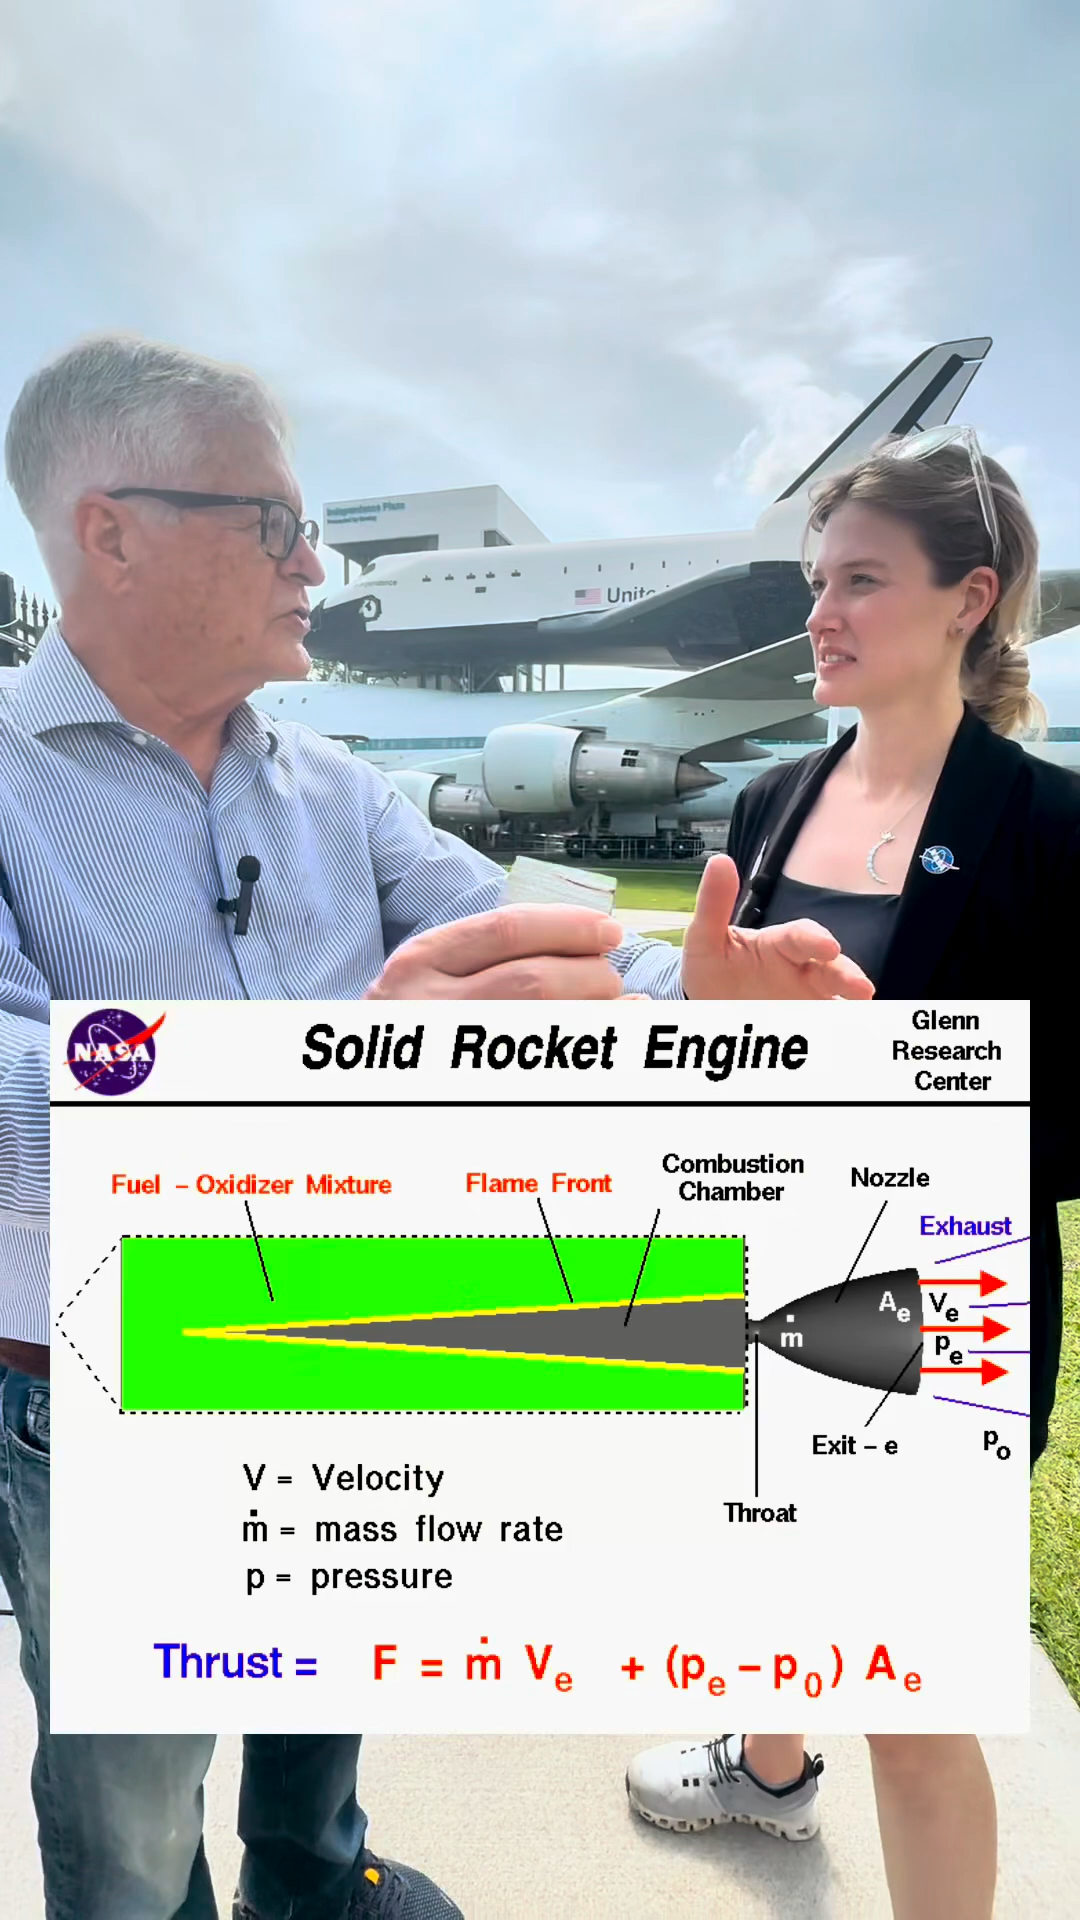 Independence Plaza
Unite
NASA
Solid Rocket Engine
Glenn
Research
Center
Fuel - Oxidizer Mixture
Flame Front
Combustion
Chamber
Nozzle
Exhaust
Ae
Ve
ṁ
pe
Exit - e
po
Throat
V = Velocity
ṁ = mass flow rate
p = pressure
Thrust = F = ṁ Ve + (pe - p0) Ae